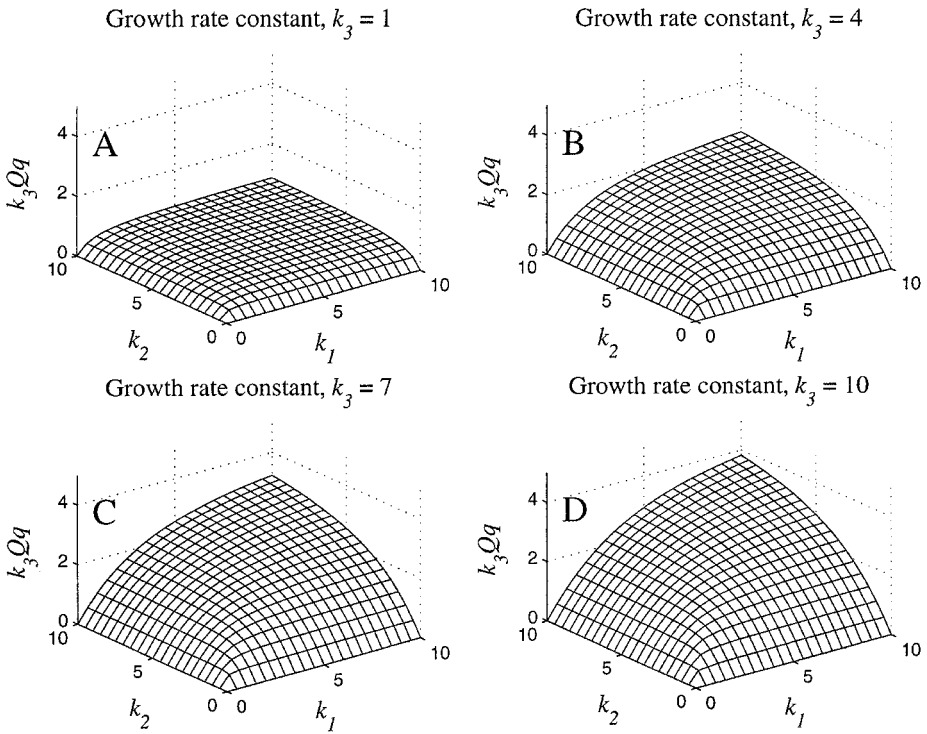 Growth rate constant, k3 = 1
Growth rate constant, k3 = 4
A
B
k3Qq
4
2
0
10
5
0
k2
0
5
10
k1
k3Qq
4
2
0
10
5
0
k2
0
5
10
k1
Growth rate constant, k3 = 7
Growth rate constant, k3 = 10
C
D
k3Qq
4
2
0
10
5
0
k2
0
5
10
k1
k3Qq
4
2
0
10
5
0
k2
0
5
10
k1